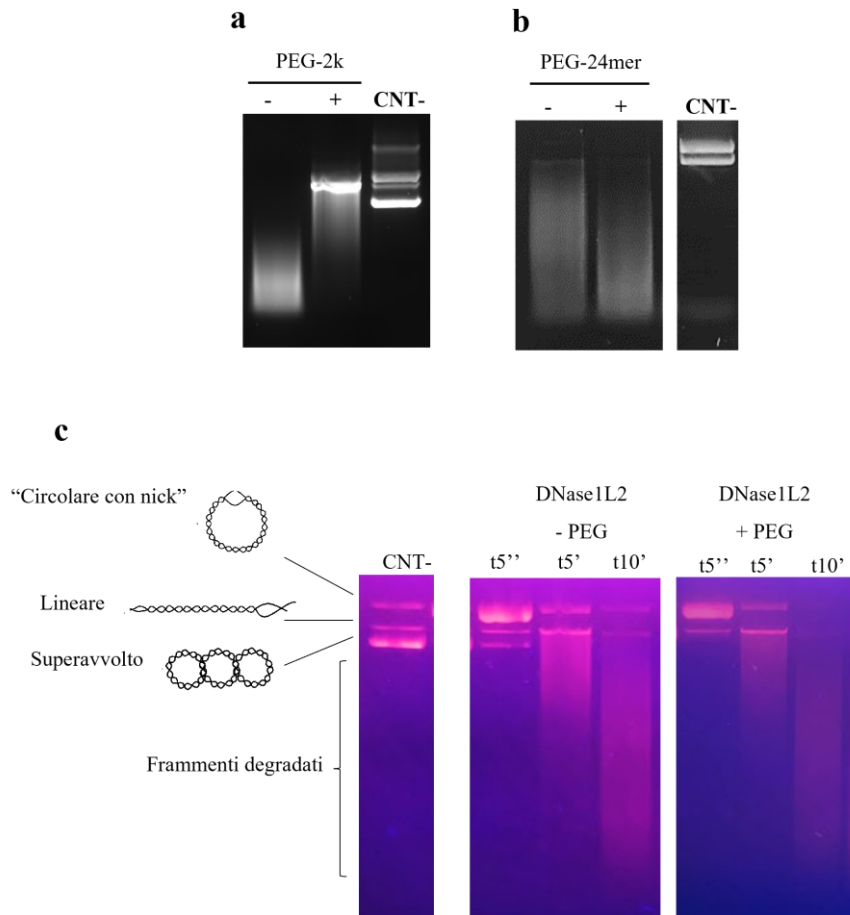 a
b
PEG-2k
PEG-24mer
-
+
CNT-
-
+
CNT-
c
“Circolare con nick”
Lineare
Superavvolto
Frammenti degradati
CNT-
DNase1L2
- PEG
t5’’
t5’
t10’
DNase1L2
+ PEG
t5’’
t5’
t10’